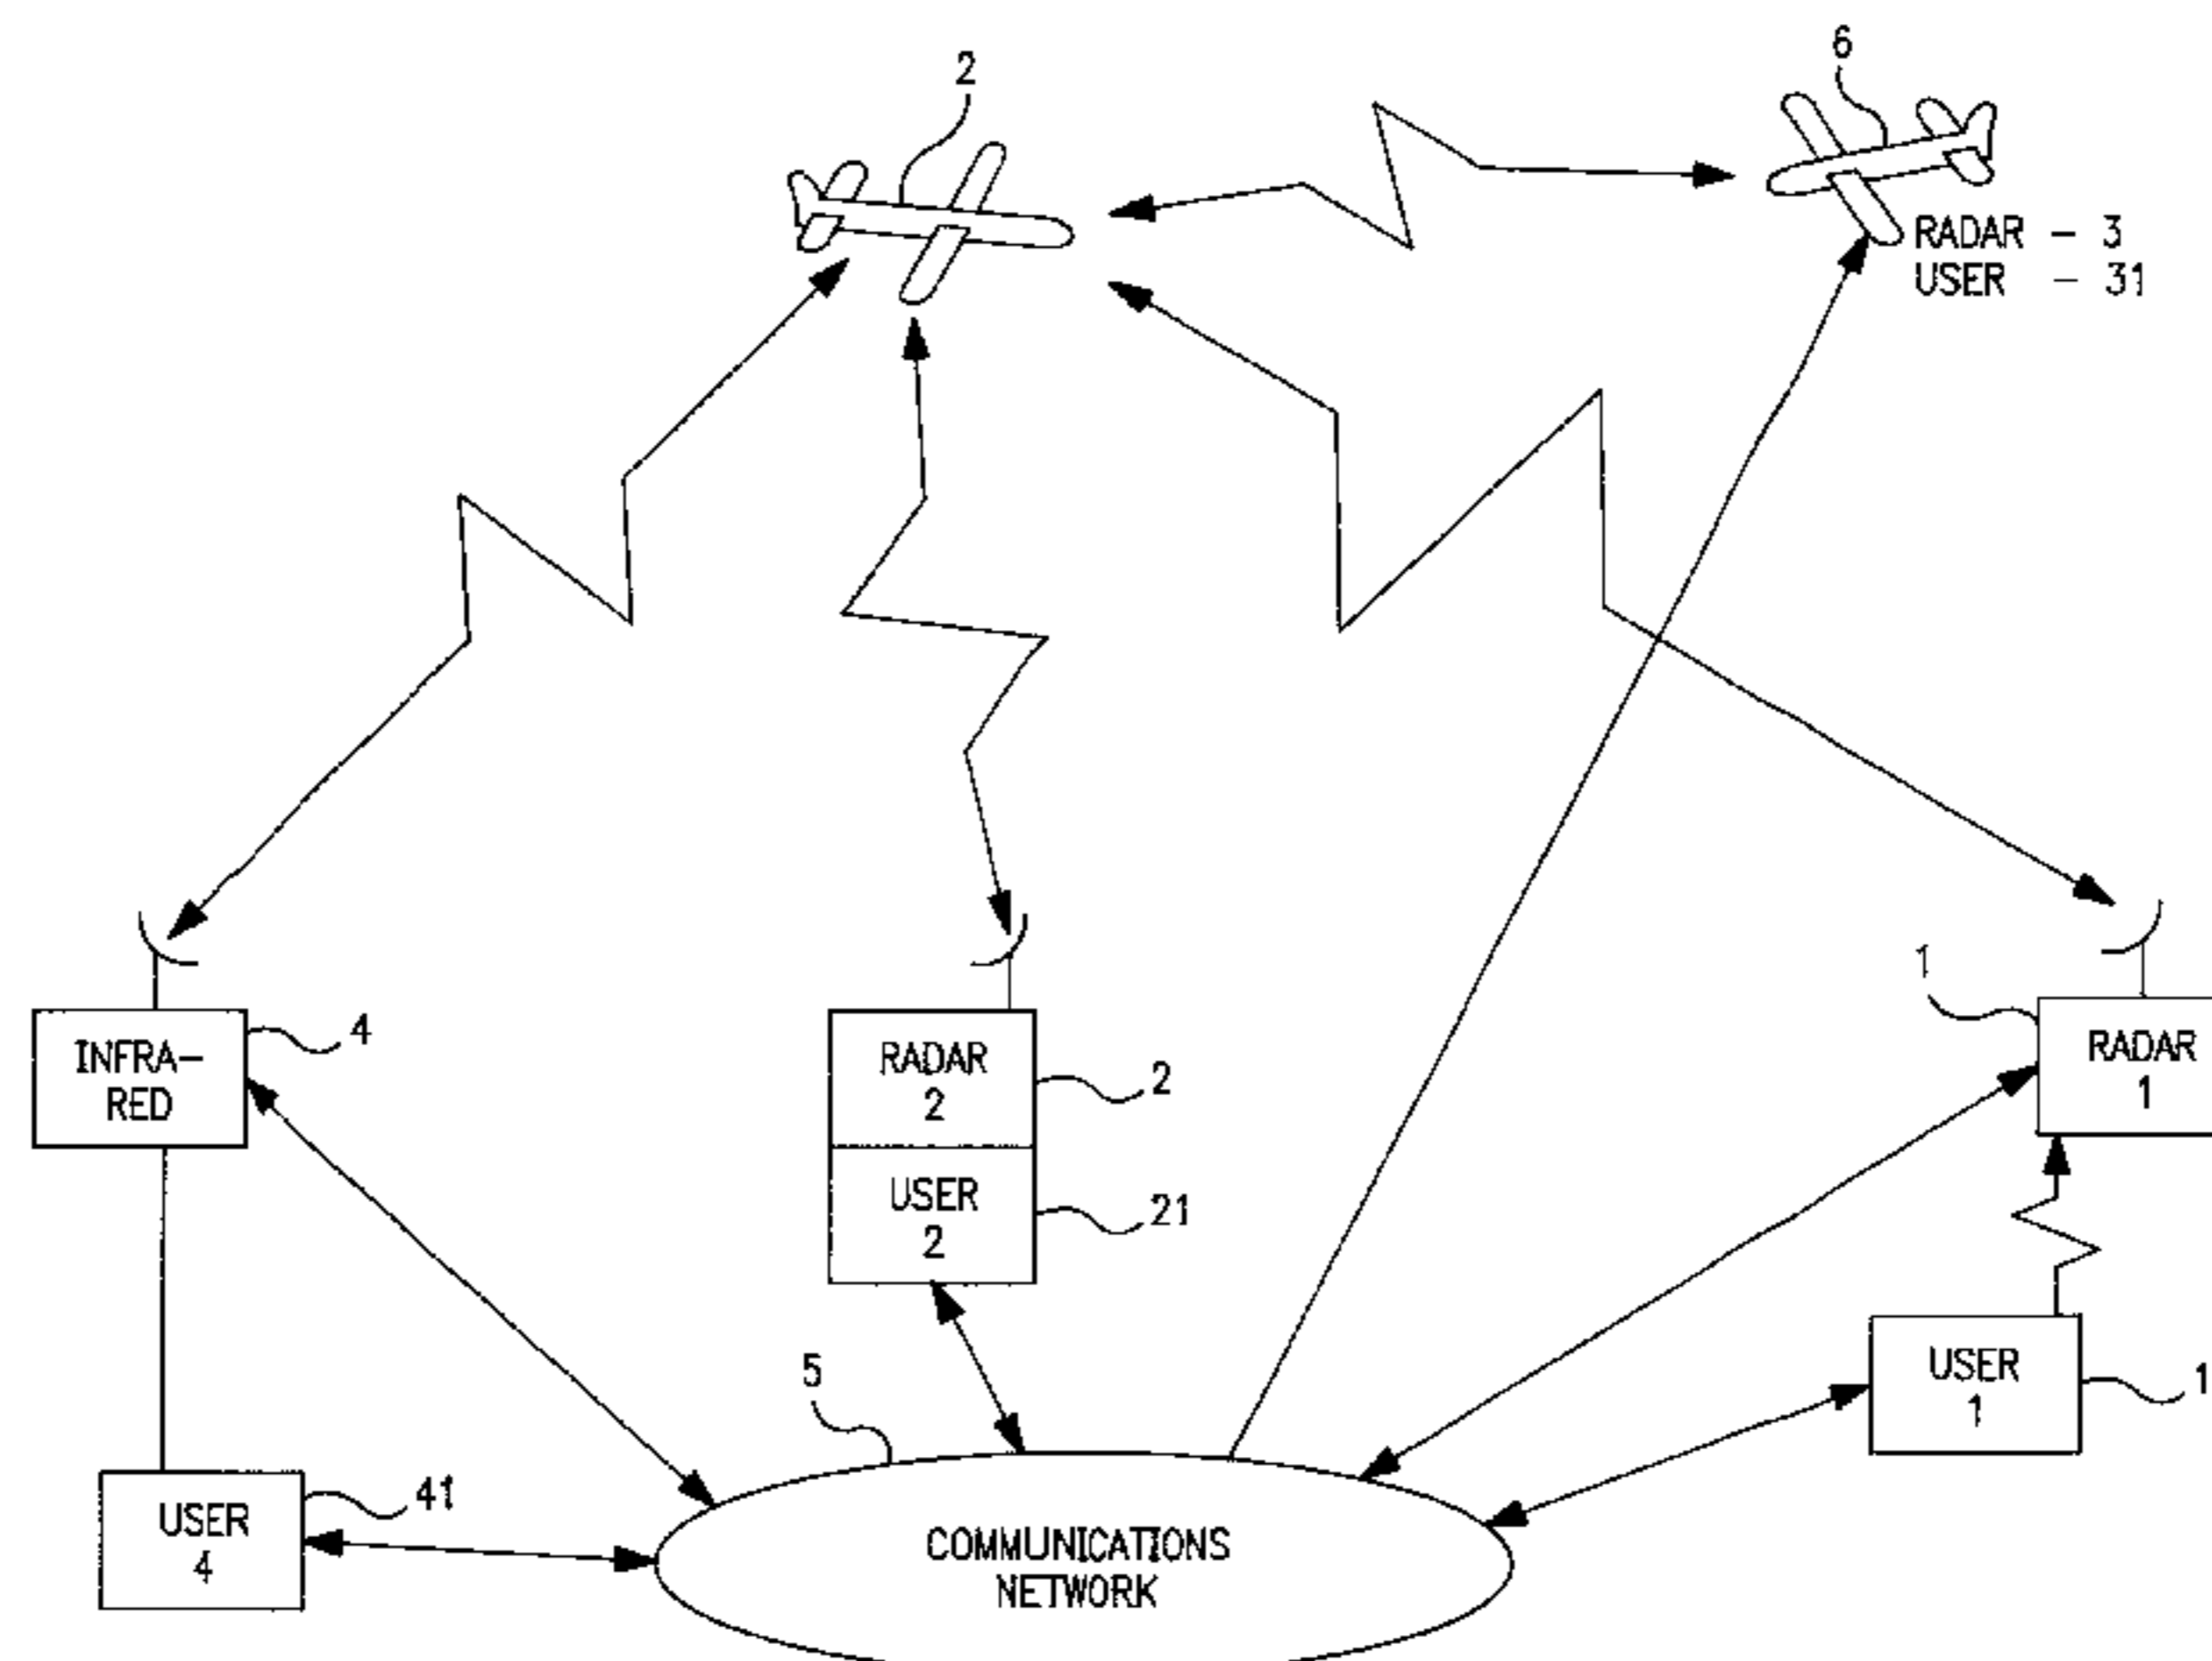 2
6
RADAR - 3
USER - 31
INFRA-
RED
4
RADAR
2
2
USER
2
21
1
RADAR
1
USER
1
1
5
USER
4
41
COMMUNICATIONS
NETWORK